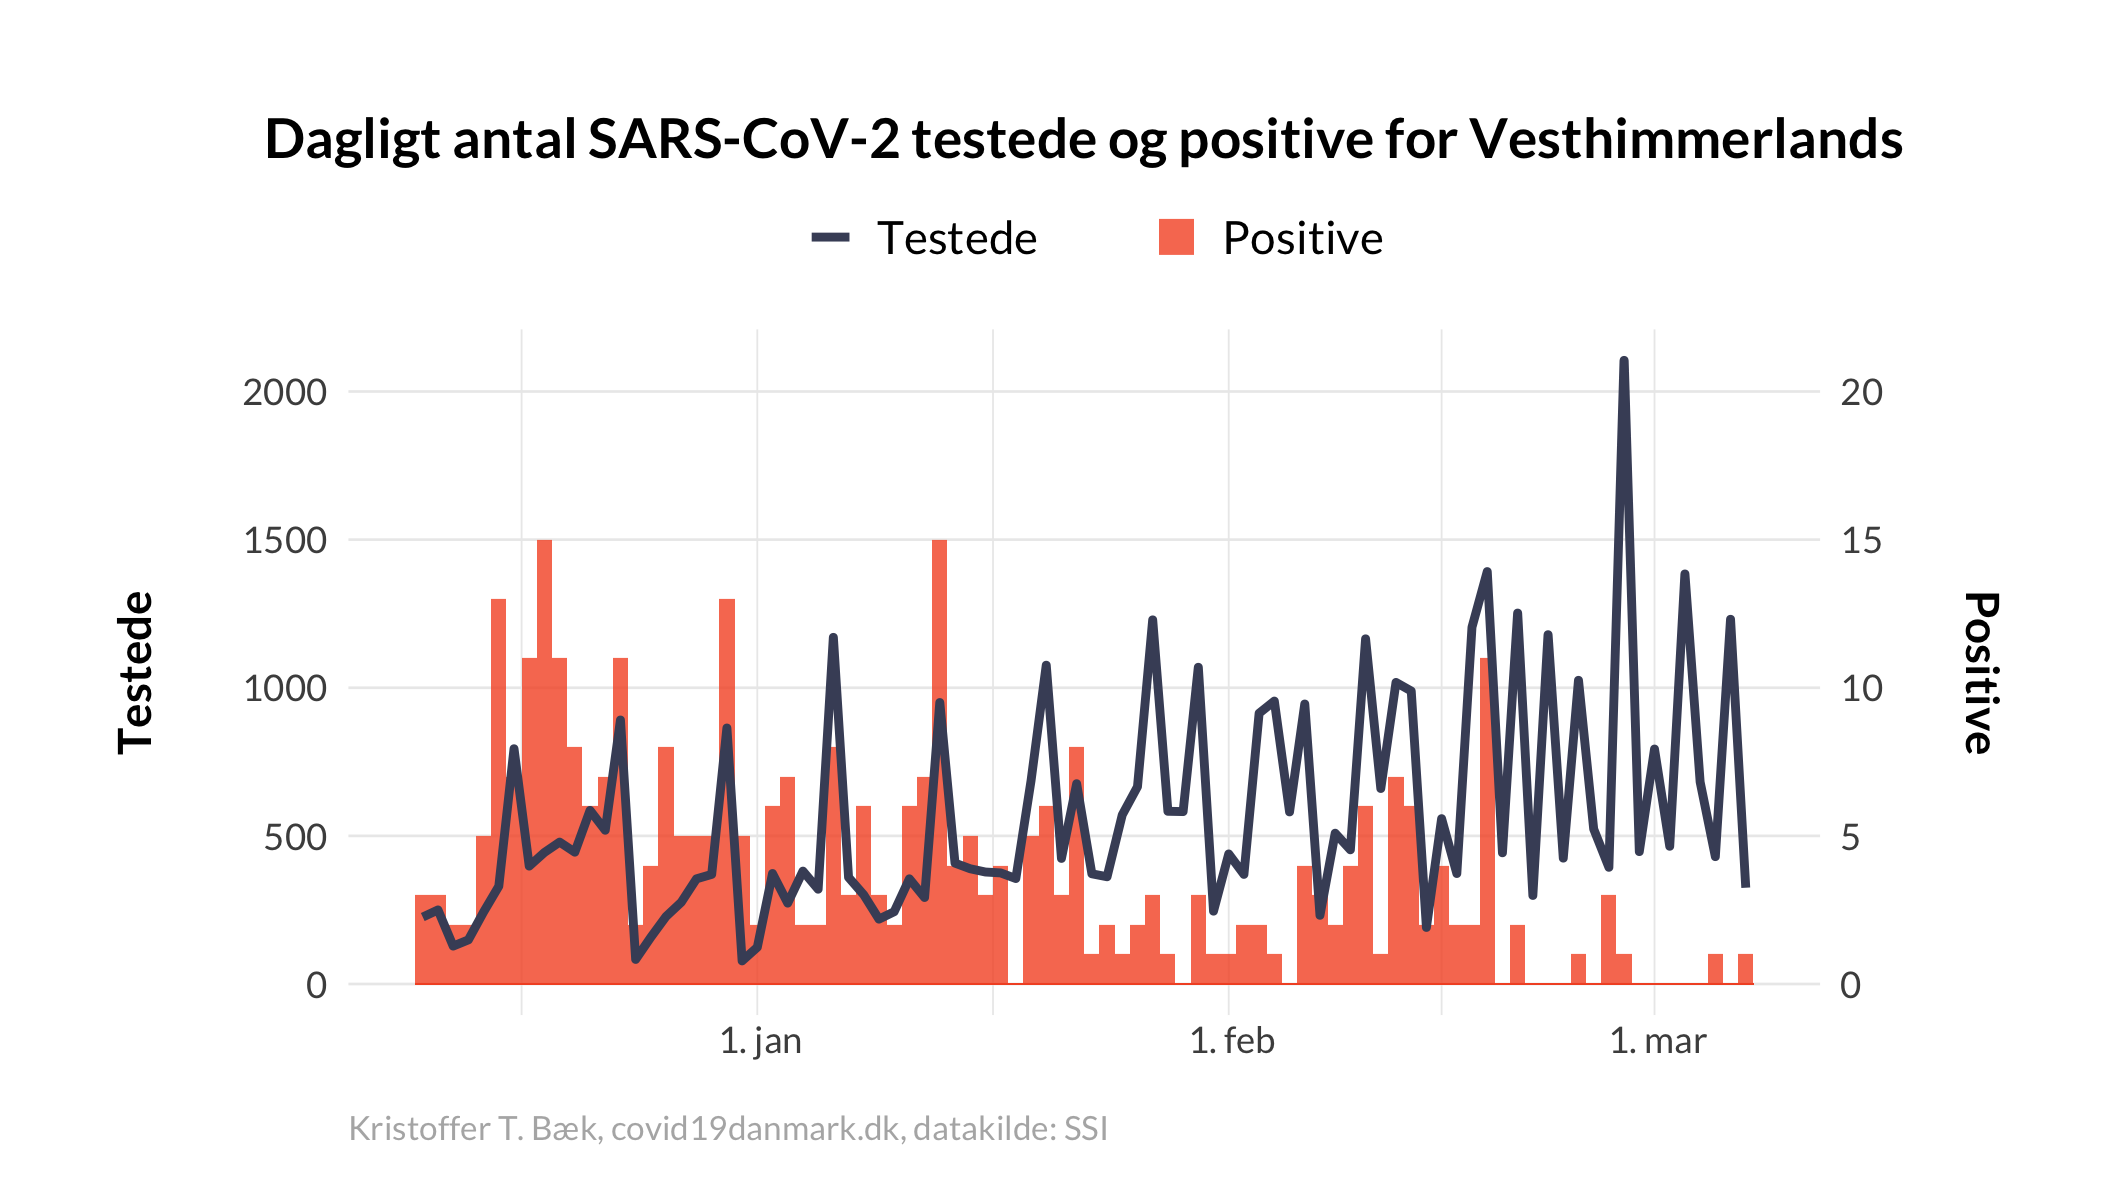 Dagligt antal SARS-CoV-2 testede og positive for Vesthimmerlands
Testede
Positive
2000
1500
1000
500
0
Testede
20
15
10
5
0
Positive
1. jan
1. feb
1. mar
Kristoffer T. Bæk, covid19danmark.dk, datakilde: SSI